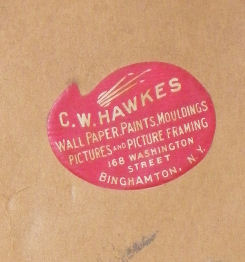 C.W. HAWKES
WALL PAPER, PAINTS, MOULDINGS
PICTURES AND PICTURE FRAMING
168 WASHINGTON
STREET
BINGHAMTON, N.Y.